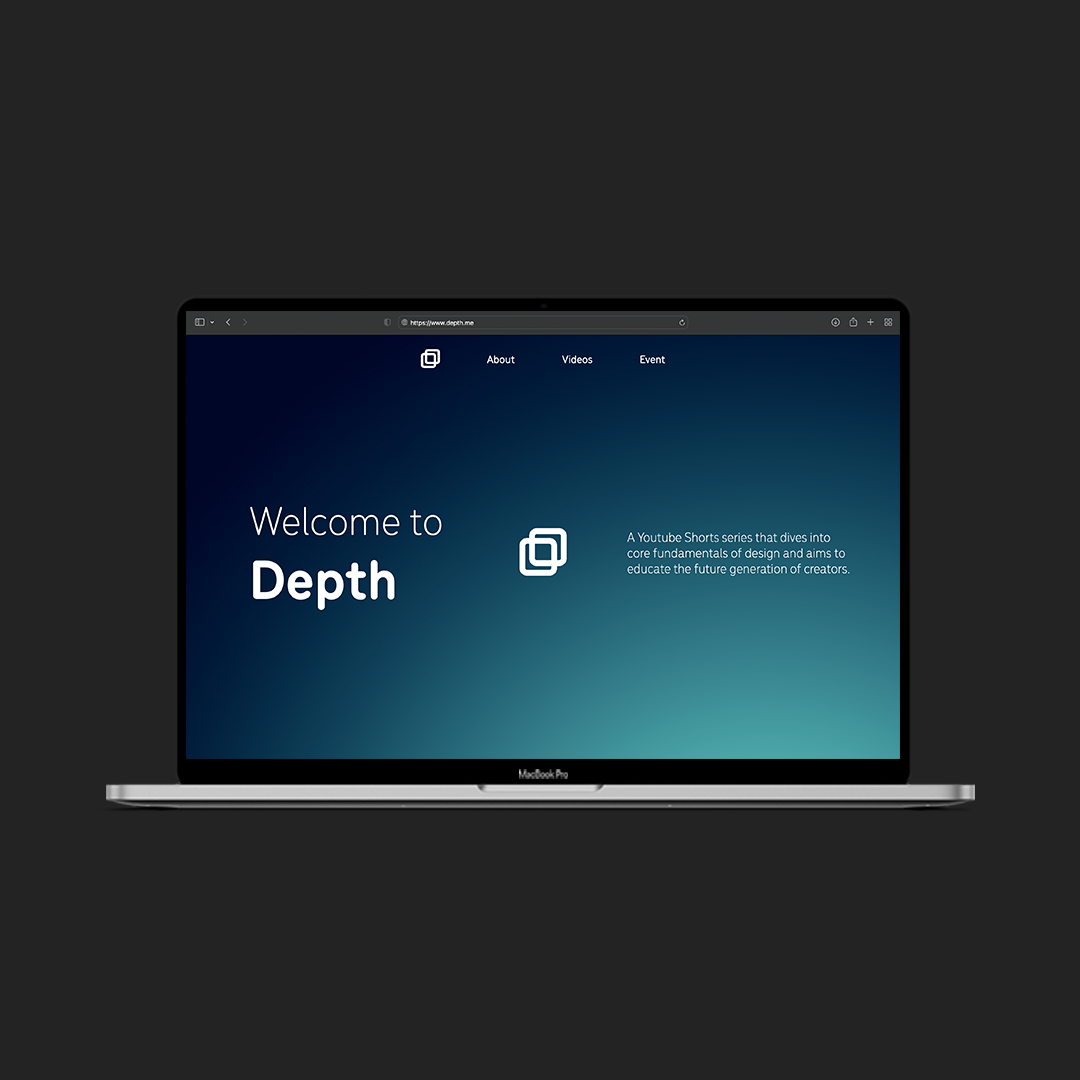 https://www.depth.me
About Videos Event
Welcome to
Depth
A Youtube Shorts series that dives into
core fundamentals of design and aims to
educate the future generation of creators.
MacBook Pro